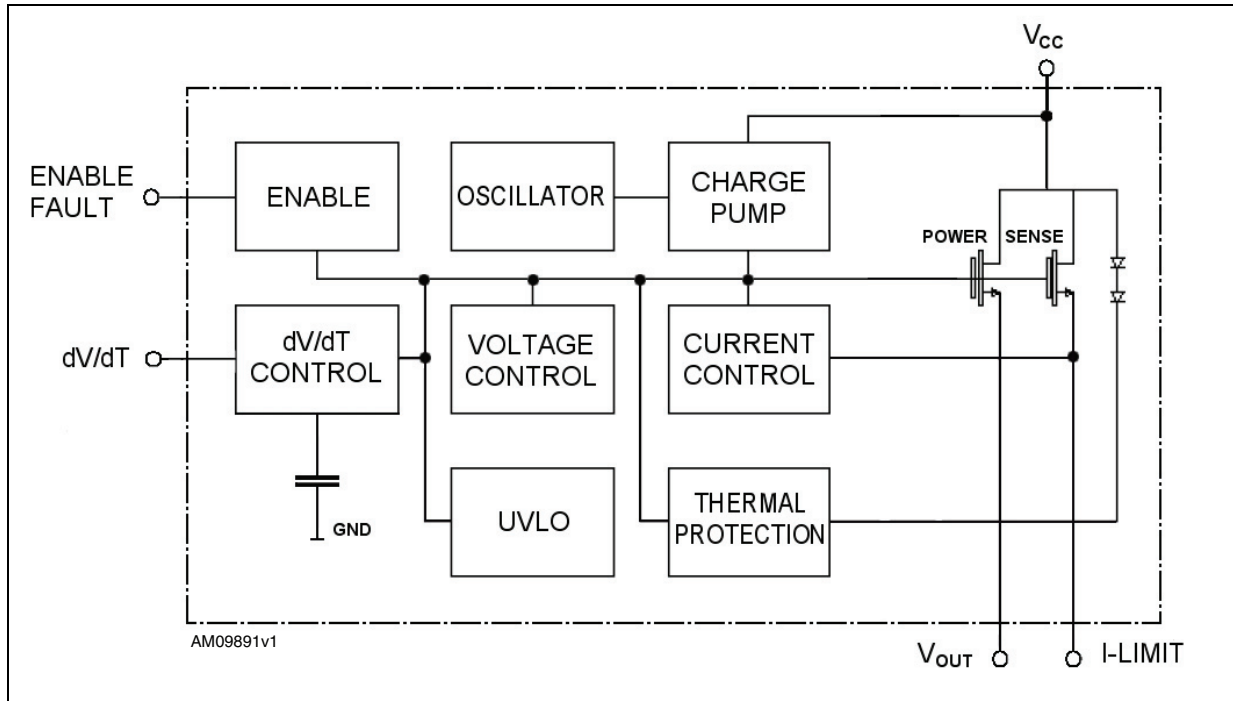 VCC
ENABLE
FAULT
ENABLE
OSCILLATOR
CHARGE
PUMP
POWER
SENSE
dV/dT
dV/dT
CONTROL
VOLTAGE
CONTROL
CURRENT
CONTROL
GND
UVLO
THERMAL
PROTECTION
AM09891v1
VOUT
I-LIMIT